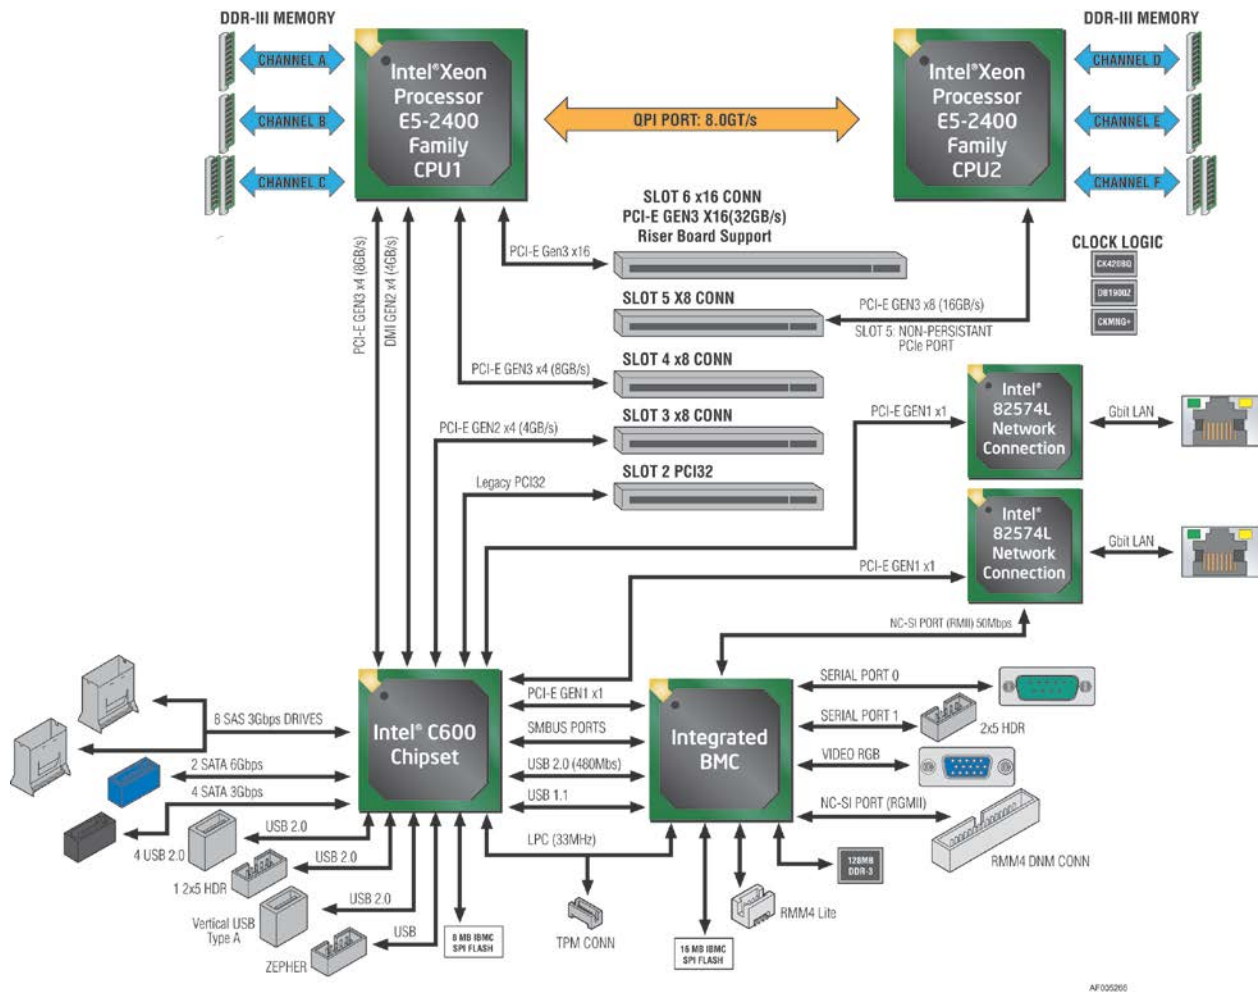 DDR-III MEMORY
DDR-III MEMORY
CHANNEL A
CHANNEL B
CHANNEL C
Intel®Xeon
Processor
E5-2400
Family
CPU1
QPI PORT: 8.0GT/s
Intel®Xeon
Processor
E5-2400
Family
CPU2
CHANNEL D
CHANNEL E
CHANNEL F
SLOT 6 x16 CONN
PCI-E GEN3 X16(32GB/s)
Riser Board Support
PCI-E Gen3 x16
CLOCK LOGIC
CK420BQ
DB1900Z
CKMNG+
PCI-E GEN3 x4 (8GB/s)
DMI GEN2 x4 (4GB/s)
SLOT 5 X8 CONN
PCI-E GEN3 x8 (16GB/s)
SLOT 5: NON-PERSISTANT
PCIe PORT
SLOT 4 x8 CONN
PCI-E GEN3 x4 (8GB/s)
SLOT 3 x8 CONN
PCI-E GEN2 x4 (4GB/s)
SLOT 2 PCI32
Legacy PCI32
PCI-E GEN1 x1
Intel®
82574L
Network
Connection
Gbit LAN
PCI-E GEN1 x1
Intel®
82574L
Network
Connection
Gbit LAN
NC-SI PORT (RMII) 50Mbps
8 SAS 3Gbps DRIVES
2 SATA 6Gbps
4 SATA 3Gbps
Intel® C600
Chipset
PCI-E GEN1 x1
SMBUS PORTS
USB 2.0 (480Mbs)
USB 1.1
LPC (33MHz)
Integrated
BMC
SERIAL PORT 0
SERIAL PORT 1
2x5 HDR
VIDEO RGB
NC-SI PORT (RGMII)
RMM4 DNM CONN
USB 2.0
4 USB 2.0
USB 2.0
1 2x5 HDR
USB 2.0
Vertical USB
Type A
USB
ZEPHER
8 MB IBMC
SPI FLASH
TPM CONN
16 MB IBMC
SPI FLASH
RMM4 Lite
128MB
DDR-3
AF005266